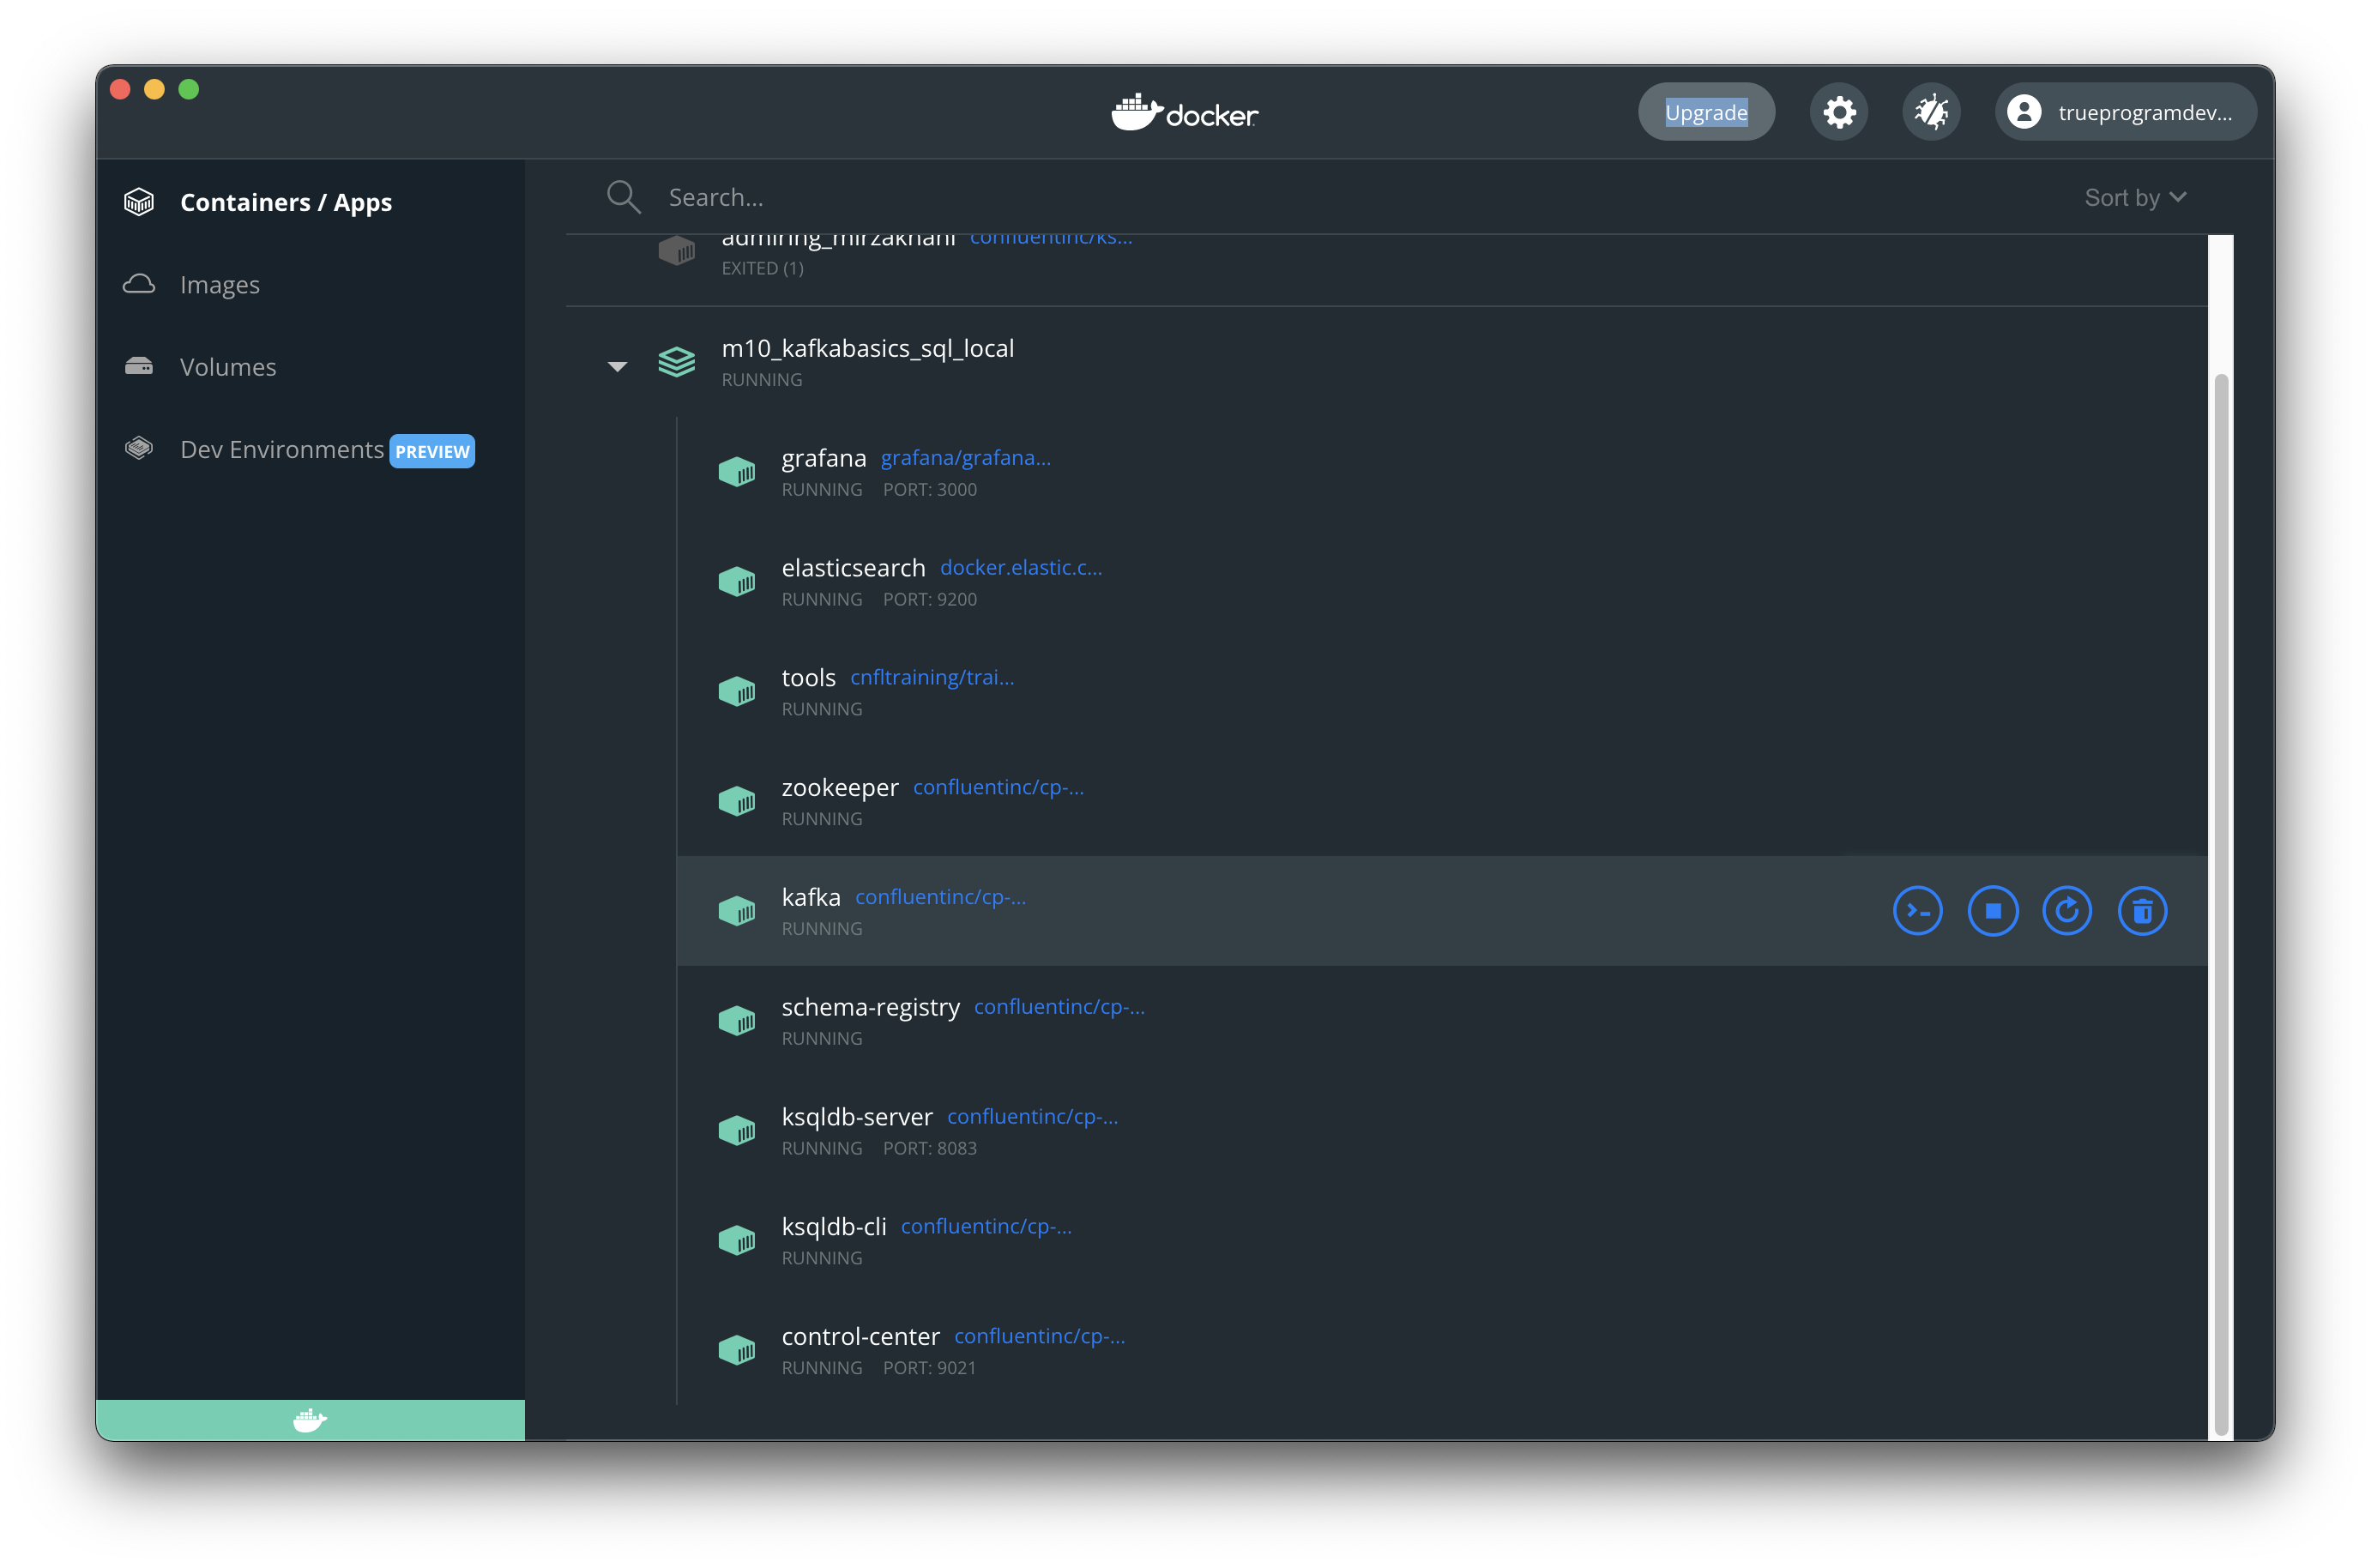 docker
Upgrade
trueprogramdev...
Containers / Apps
Images
Volumes
Dev Environments PREVIEW
Search...
Sort by
admiring_mirzakhani confluentinc/ks...
EXITED (1)
m10_kafkabasics_sql_local
RUNNING
grafana grafana/grafana...
RUNNING PORT: 3000
elasticsearch docker.elastic.c...
RUNNING PORT: 9200
tools cnfltraining/trai...
RUNNING
zookeeper confluentinc/cp-...
RUNNING
kafka confluentinc/cp-...
RUNNING
schema-registry confluentinc/cp-...
RUNNING
ksqldb-server confluentinc/cp-...
RUNNING PORT: 8083
ksqldb-cli confluentinc/cp-...
RUNNING
control-center confluentinc/cp-...
RUNNING PORT: 9021